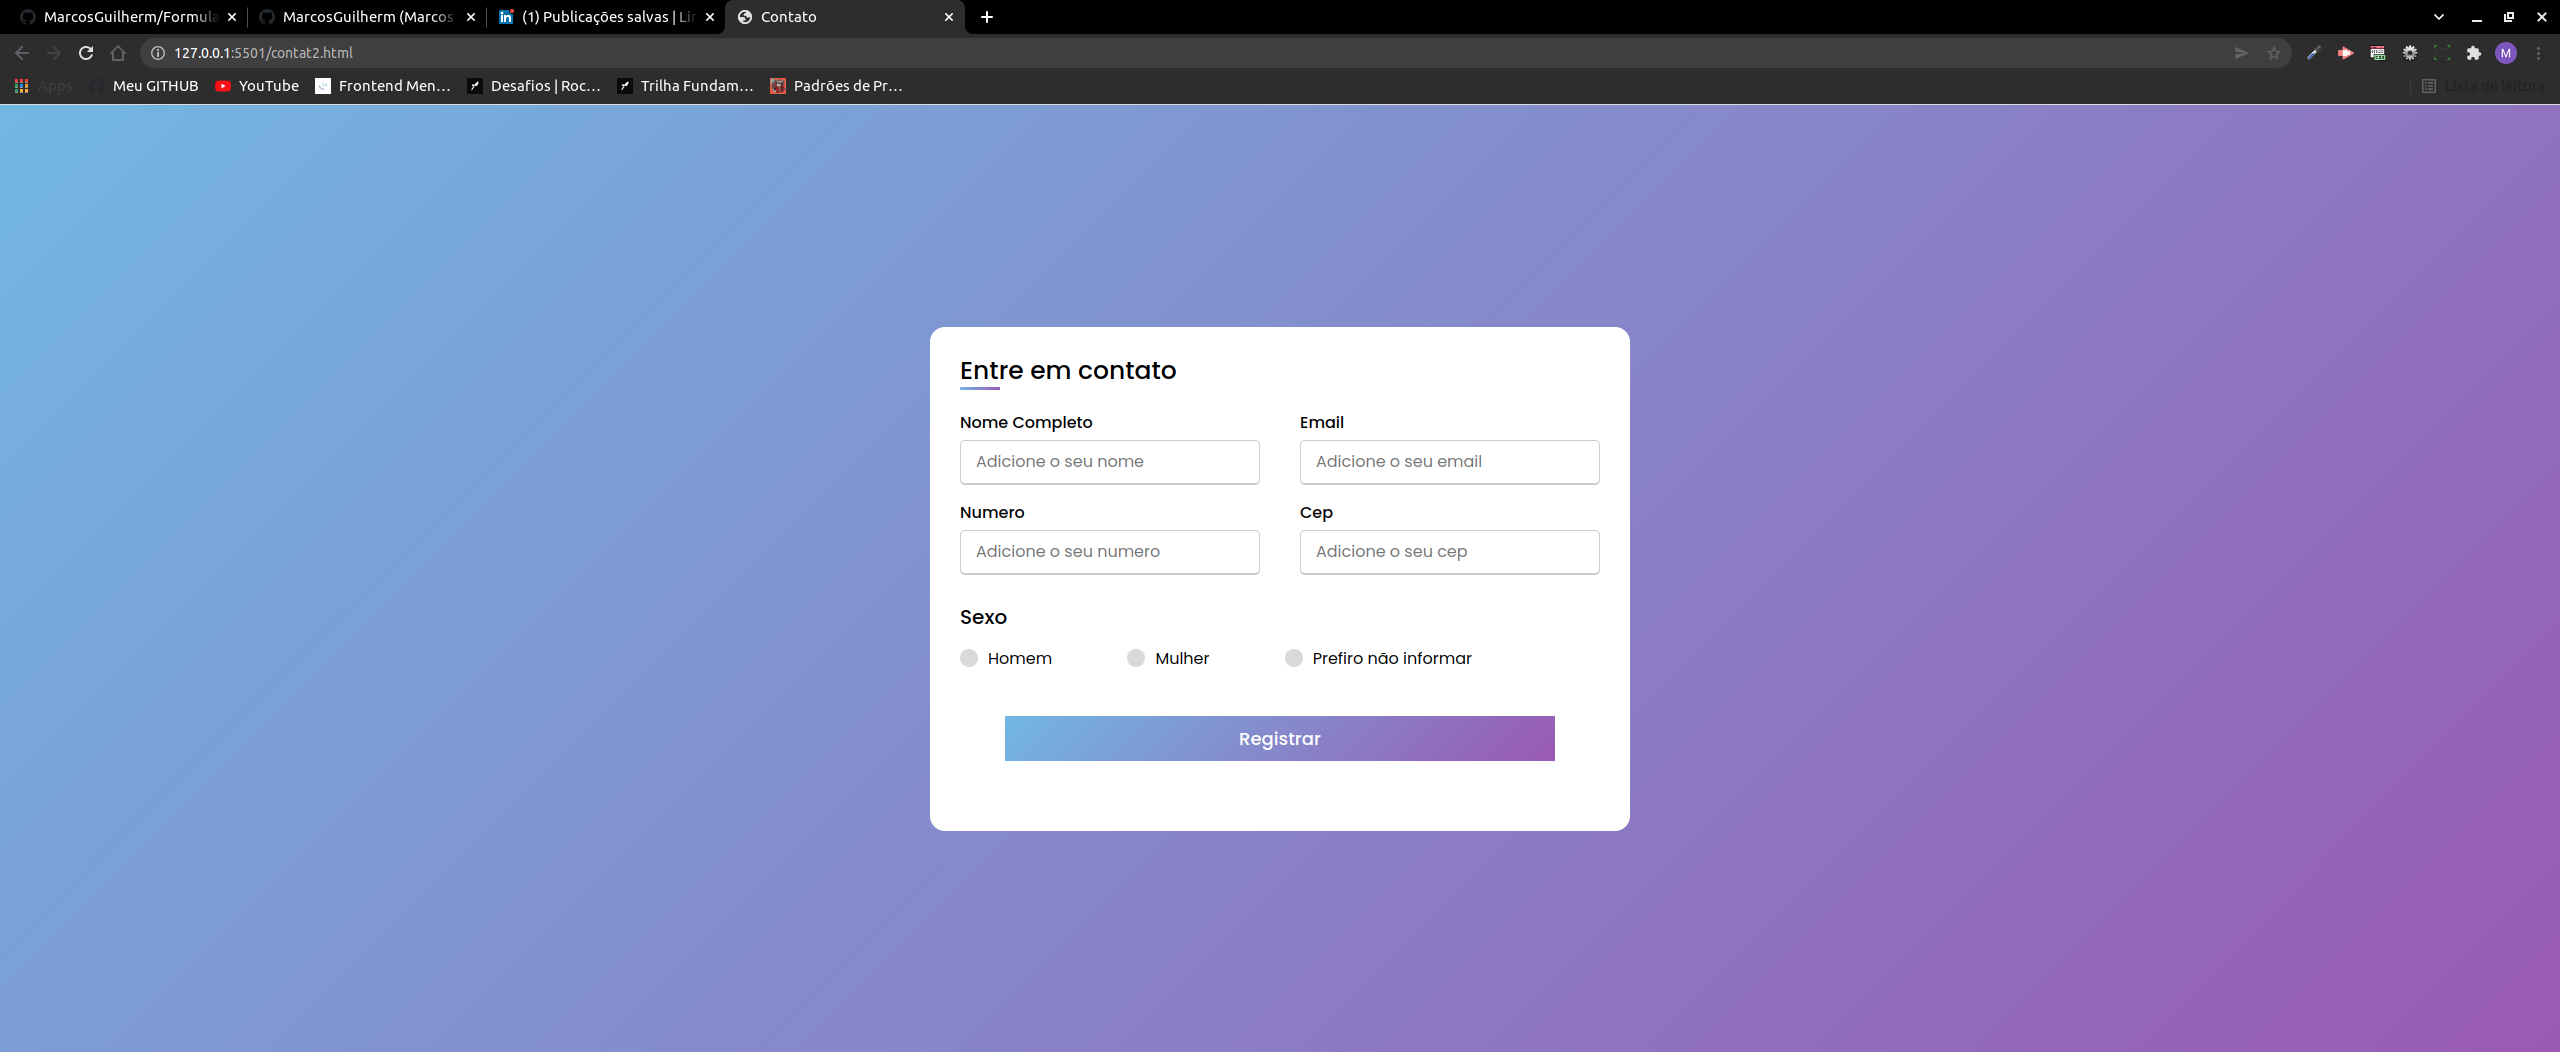 MarcosGuilherm/Formula
MarcosGuilherm (Marcos
(1) Publicações salvas | Lin
Contato
127.0.0.1:5501/contat2.html
M
Apps
Meu GITHUB
YouTube
Frontend Men...
Desafios | Roc...
Trilha Fundam...
Padrões de Pr...
Lista de leitura
Entre em contato
Nome Completo
Email
Adicione o seu nome
Adicione o seu email
Numero
Cep
Adicione o seu numero
Adicione o seu cep
Sexo
Homem
Mulher
Prefiro não informar
Registrar